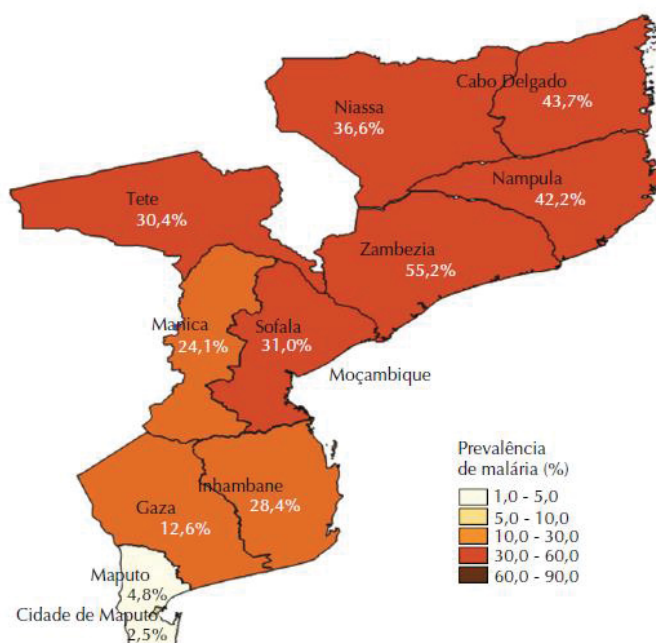 Cabo Delgado
43,7%
Niassa
36,6%
Nampula
42,2%
Tete
30,4%
Zambezia
55,2%
Manica
24,1%
Sofala
31,0%
Moçambique
Inhambane
28,4%
Gaza
12,6%
Maputo
4,8%
Cidade de Maputo
2,5%
Prevalência
de malária (%)
1,0 - 5,0
5,0 - 10,0
10,0 - 30,0
30,0 - 60,0
60,0 - 90,0